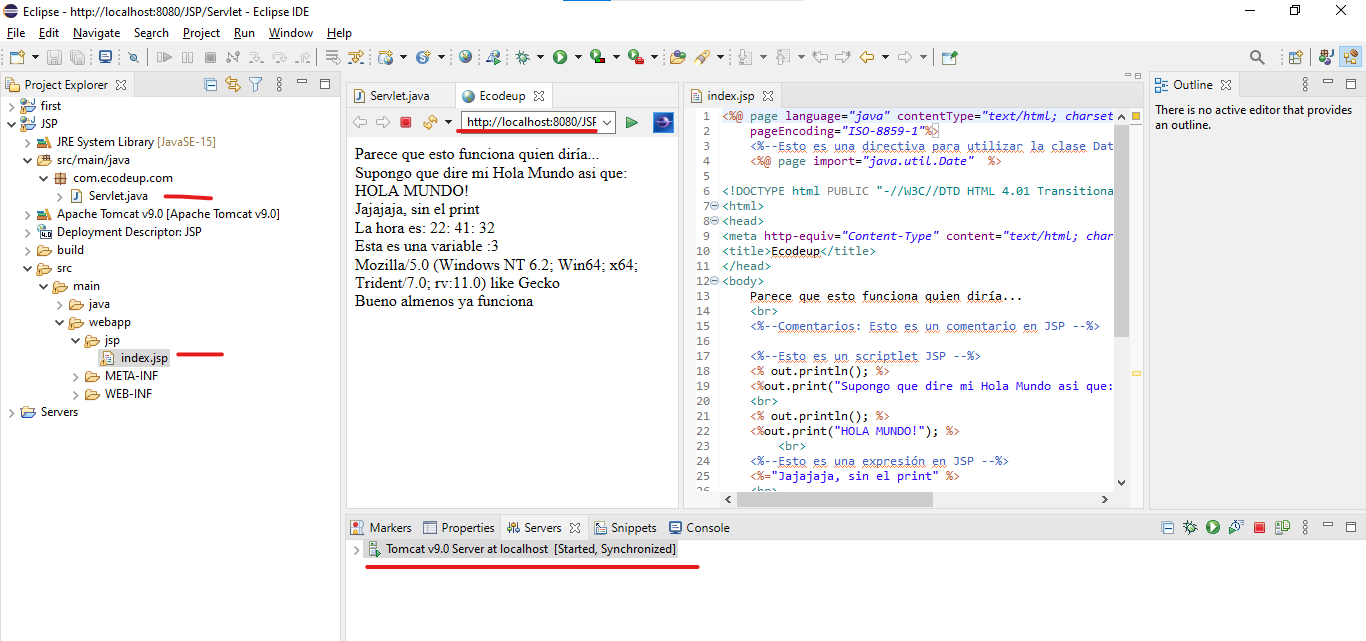 Eclipse - http://localhost:8080/JSP/Servlet - Eclipse IDE
File Edit Navigate Search Project Run Window Help
Project Explorer
first
JSP
JRE System Library [JavaSE-15]
src/main/java
com.ecodeup.com
Servlet.java
Apache Tomcat v9.0 [Apache Tomcat v9.0]
Deployment Descriptor: JSP
build
src
main
java
webapp
jsp
index.jsp
META-INF
WEB-INF
Servers
Servlet.java Ecodeup
http://localhost:8080/JSF
Parece que esto funciona quien diría...
Supongo que dire mi Hola Mundo asi que:
HOLA MUNDO!
Jajajaja, sin el print
La hora es: 22: 41: 32
Esta es una variable :3
Mozilla/5.0 (Windows NT 6.2; Win64; x64;
Trident/7.0; rv:11.0) like Gecko
Bueno almenos ya funciona
index.jsp
1 <%@ page language="java" contentType="text/html; charset
2 pageEncoding="ISO-8859-1"%>
3 <%--Esto es una directiva para utilizar la clase Dat
4 <%@ page import="java.util.Date" %>
5
6 <!DOCTYPE html PUBLIC "-//W3C//DTD HTML 4.01 Transitiona
7 <html>
8 <head>
9 <meta http-equiv="Content-Type" content="text/html; char
10 <title>Ecodeup</title>
11 </head>
12 <body>
13 Parece que esto funciona quien diría...
14 <br>
15 <%--Comentarios: Esto es un comentario en JSP --%>
16
17 <%--Esto es un scriptlet JSP --%>
18 <% out.println(); %>
19 <%out.print("Supongo que dire mi Hola Mundo asi que:
20 <br>
21 <% out.println(); %>
22 <%out.print("HOLA MUNDO!"); %>
23 <br>
24 <%--Esto es una expresión en JSP --%>
25 <%="Jajajaja, sin el print" %>
26 <br>
Outline
There is no active editor that provides
an outline.
Markers Properties Servers Snippets Console
Tomcat v9.0 Server at localhost [Started, Synchronized]